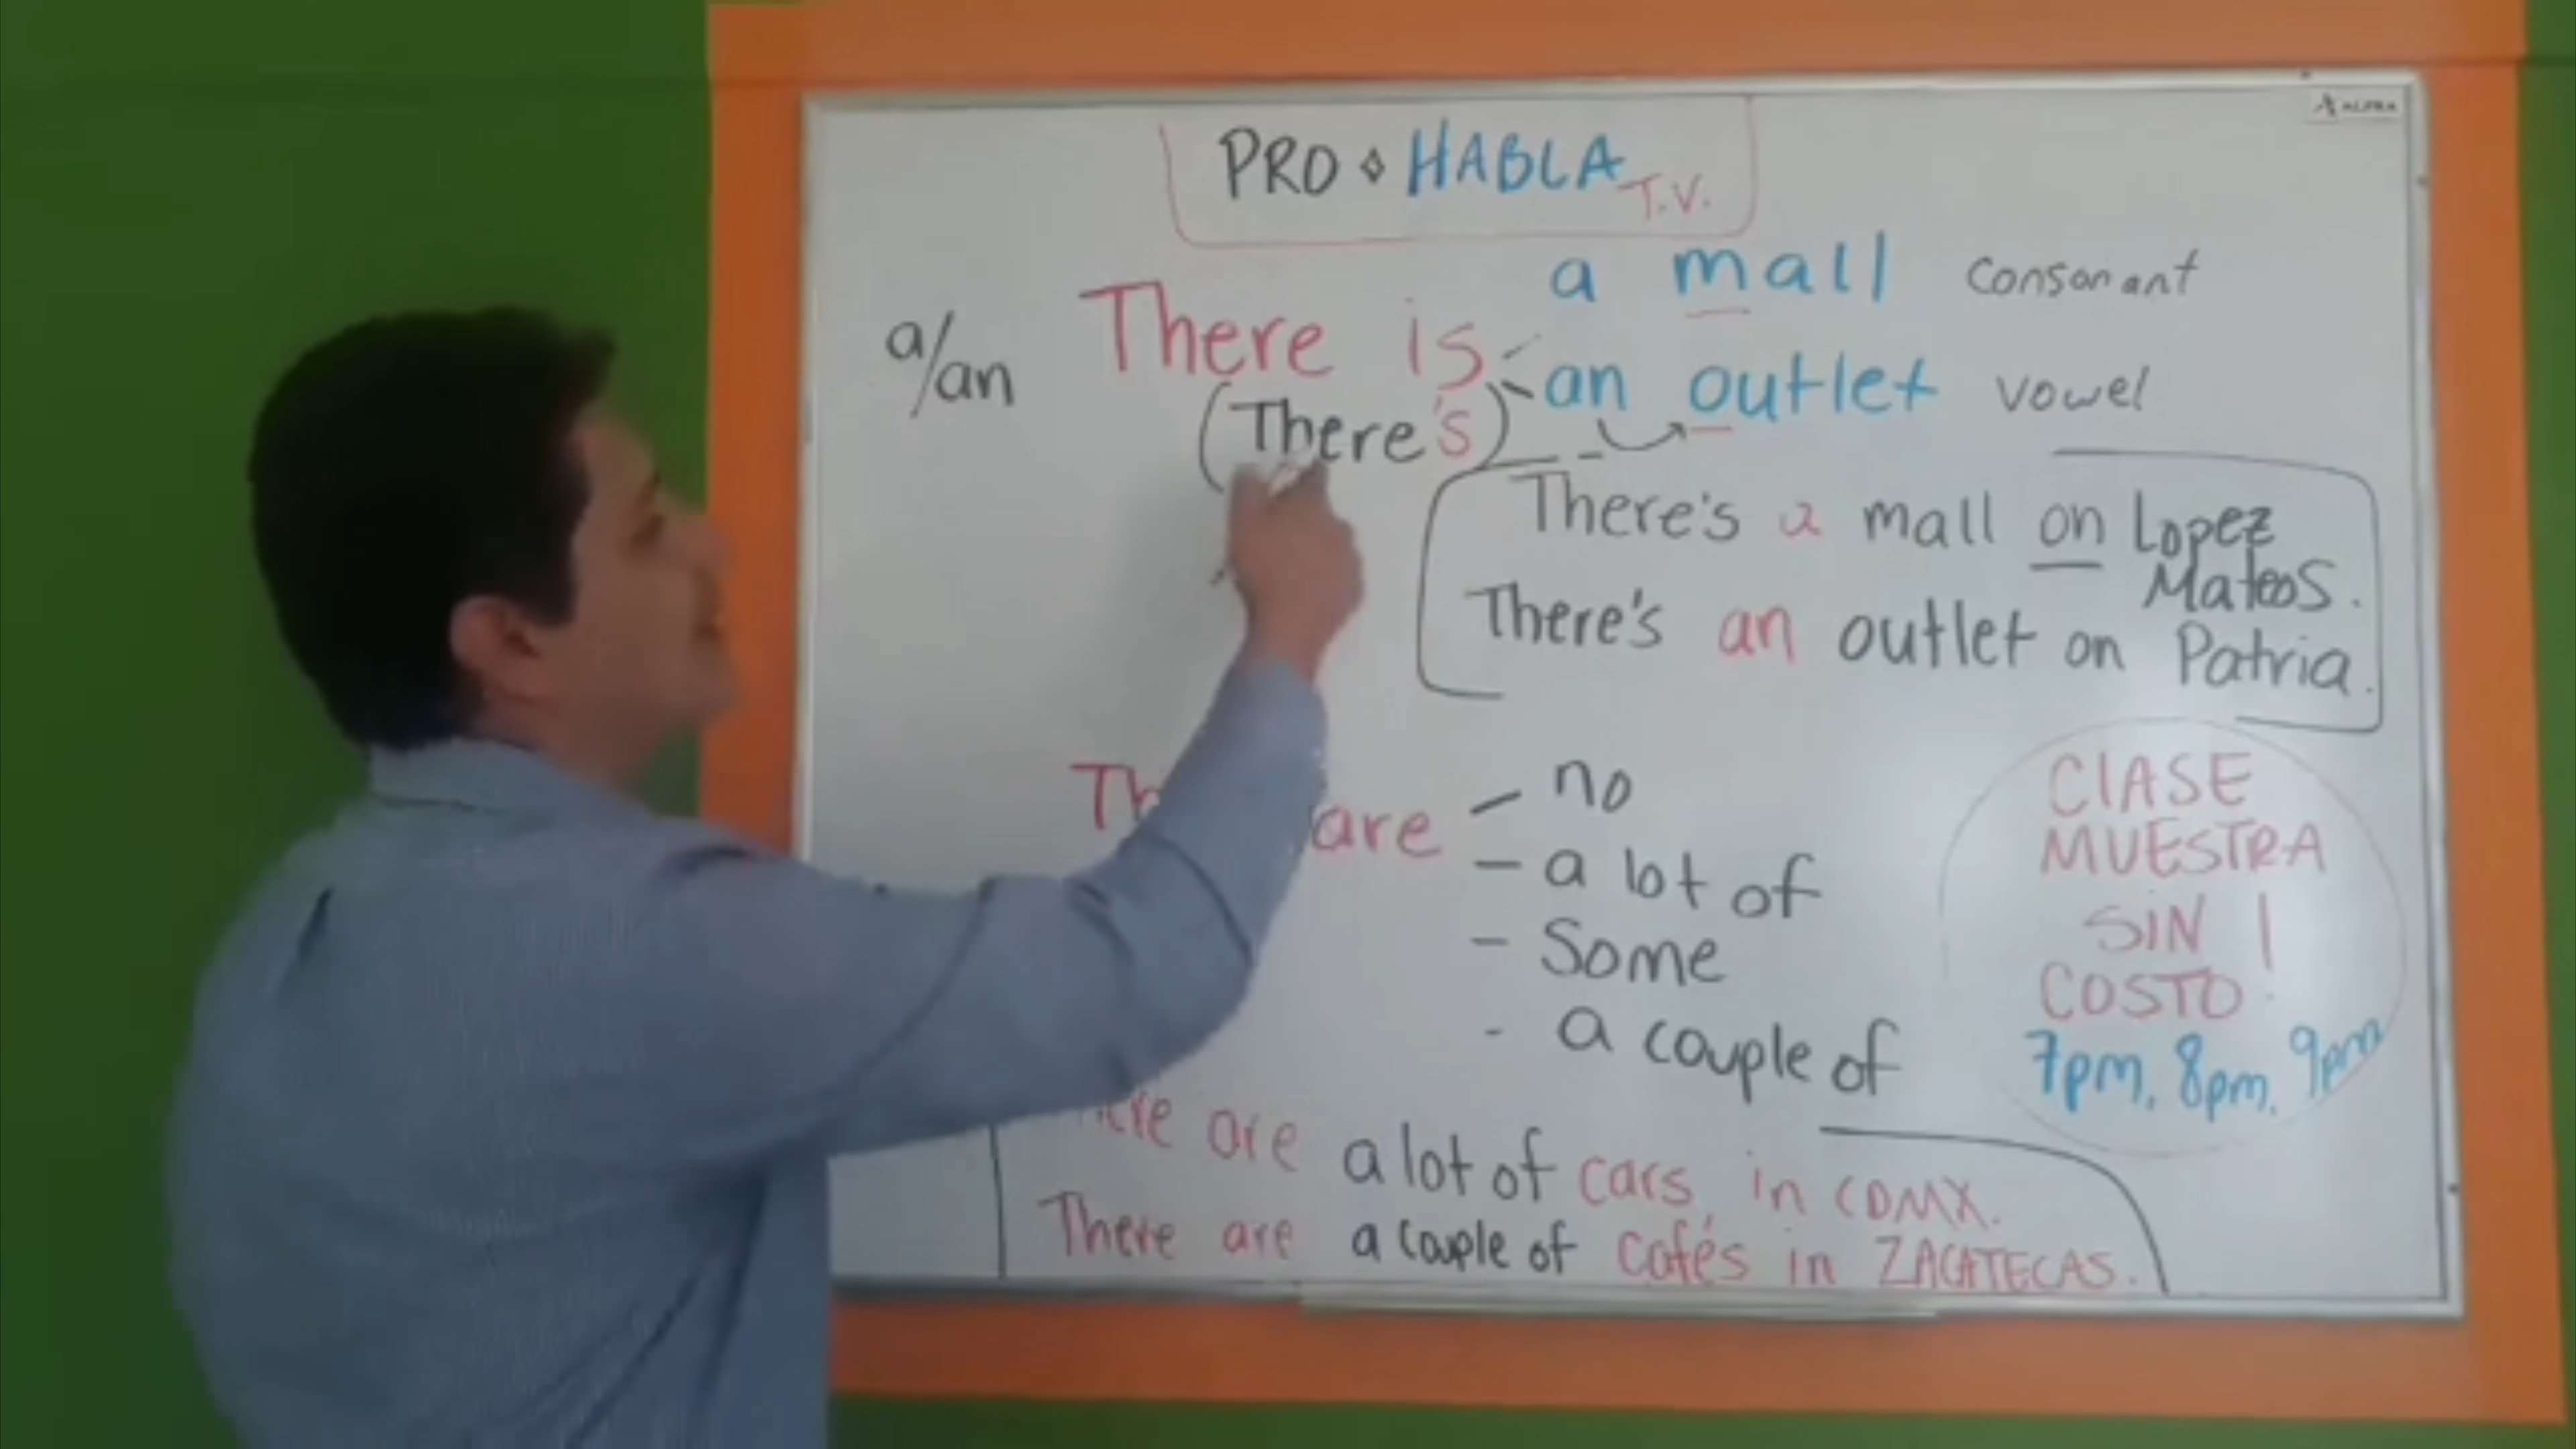 ALPHA
PRO ◇ HABLA T.V.
a mall consonant
a/an There is
an outlet vowel
(There's)
There's a mall on Lopez
Mateos.
There's an outlet on Patria.
are
- no
- a lot of
- Some
- a couple of
CLASE
MUESTRA
SIN
COSTO!
7pm, 8pm, 9pm
are a lot of cars in CDMX.
There are a couple of cafés in ZACATECAS.